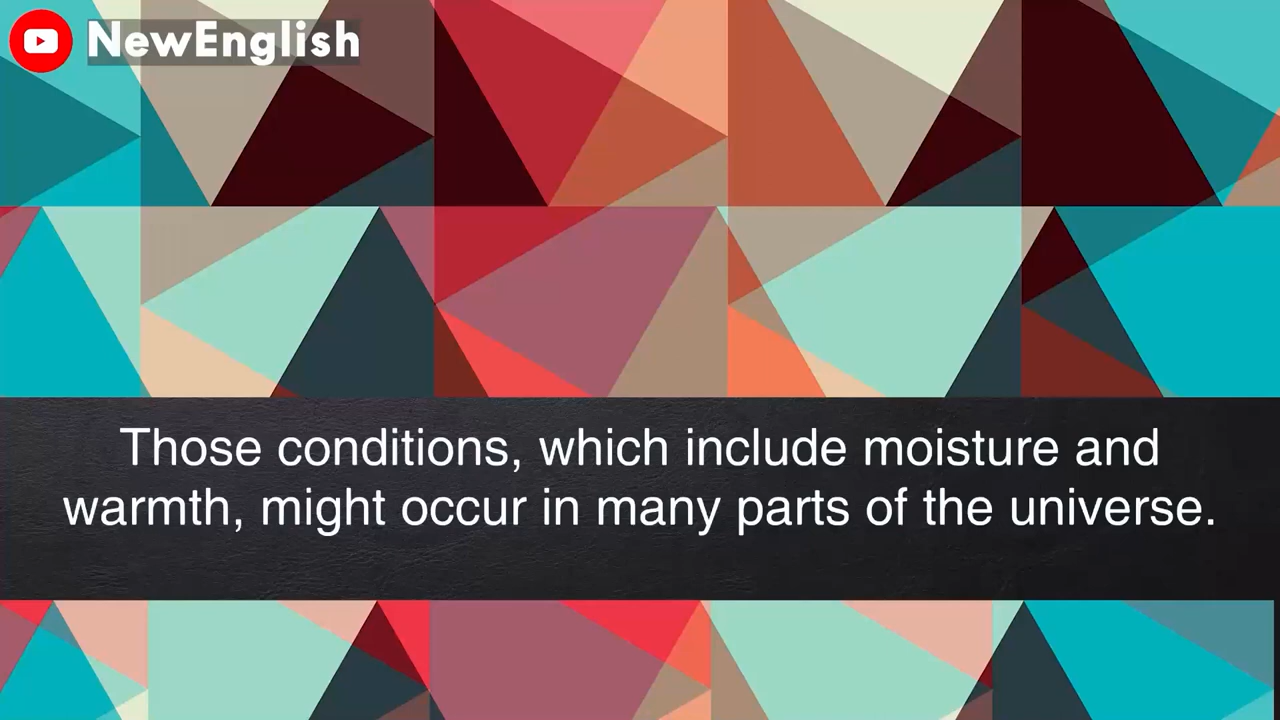 NewEnglish
Those conditions, which include moisture and
warmth, might occur in many parts of the universe.